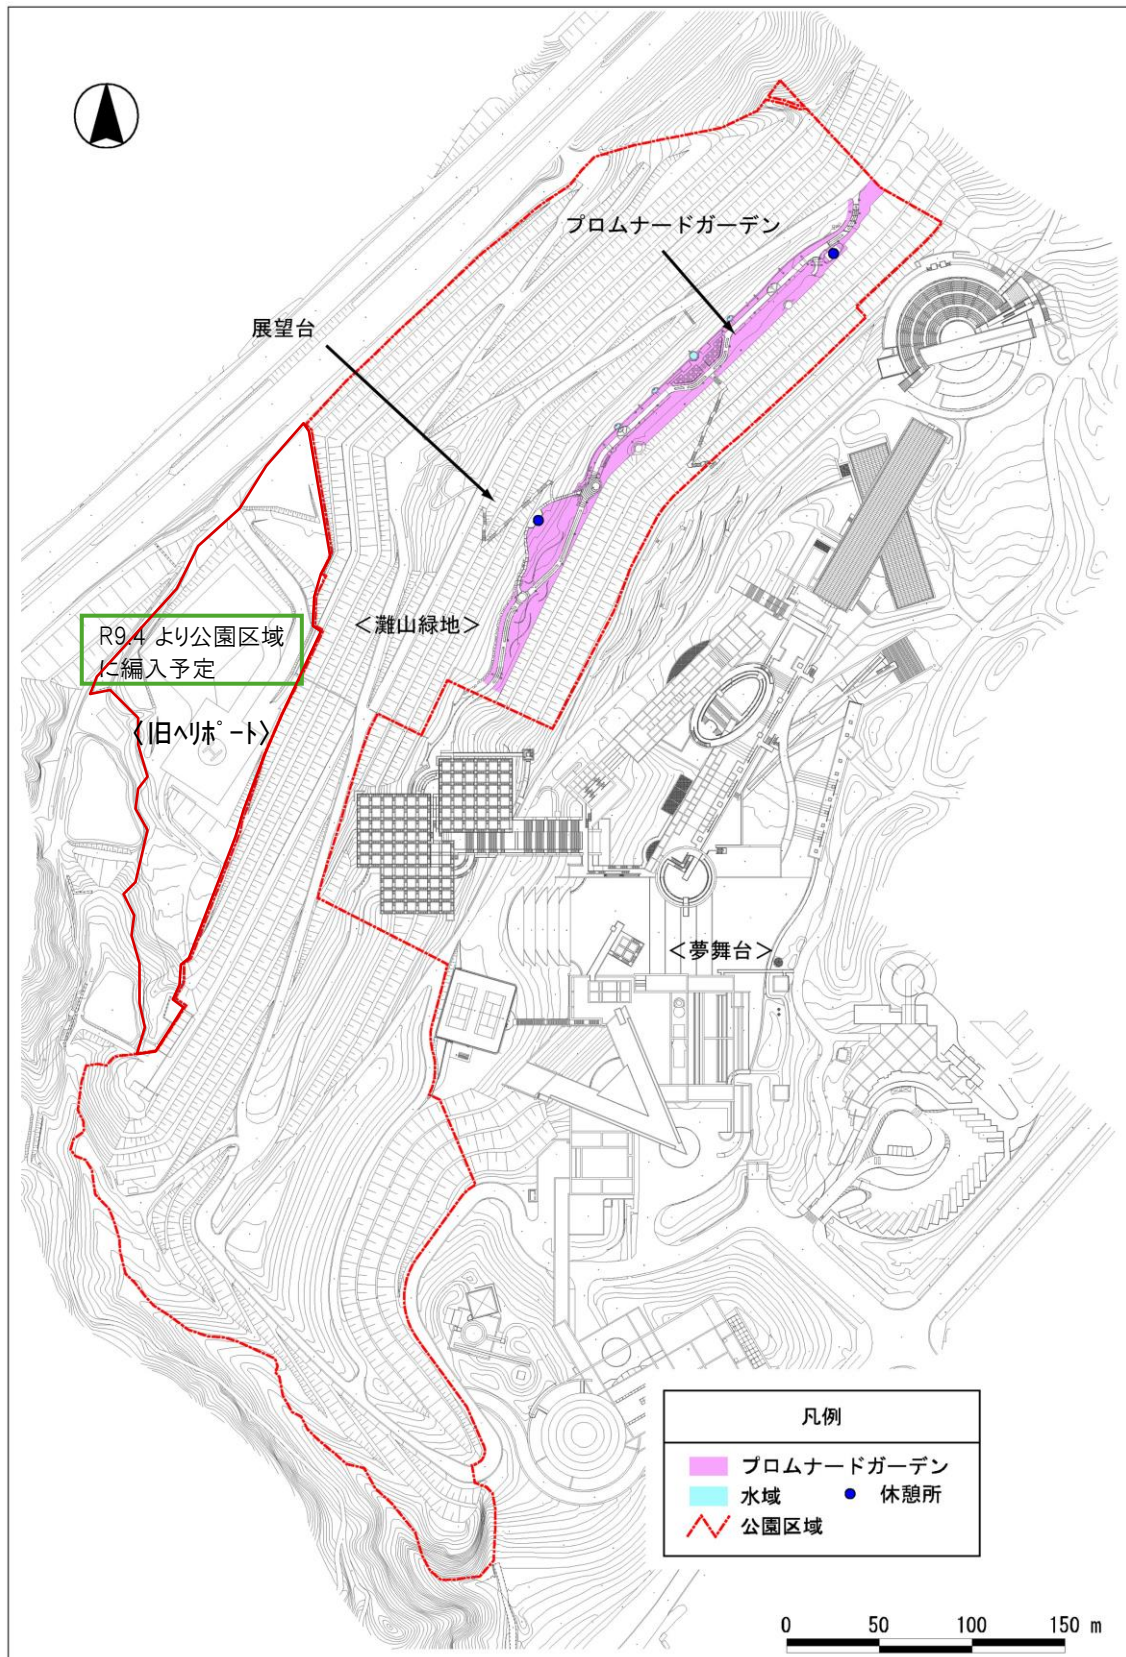 プロムナードガーデン
展望台
＜灘山緑地＞
R9.4 より公園区域
に編入予定
〈旧ヘリポート〉
＜夢舞台＞
凡例
プロムナードガーデン
水域
休憩所
公園区域
0 50 100 150 m